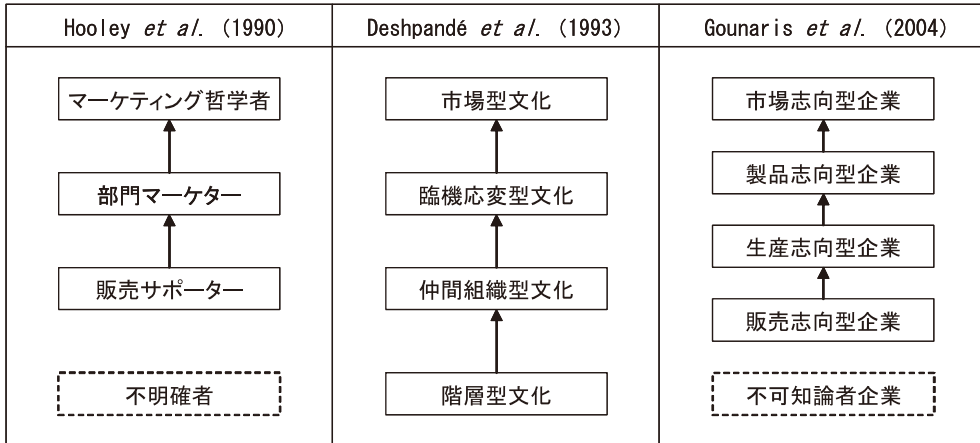 Hooley et al. (1990)
マーケティング哲学者
部門マーケター
販売サポーター
不明確者
Deshpandé et al. (1993)
市場型文化
臨機応変型文化
仲間組織型文化
階層型文化
Gounaris et al. (2004)
市場志向型企業
製品志向型企業
生産志向型企業
販売志向型企業
不可知論者企業